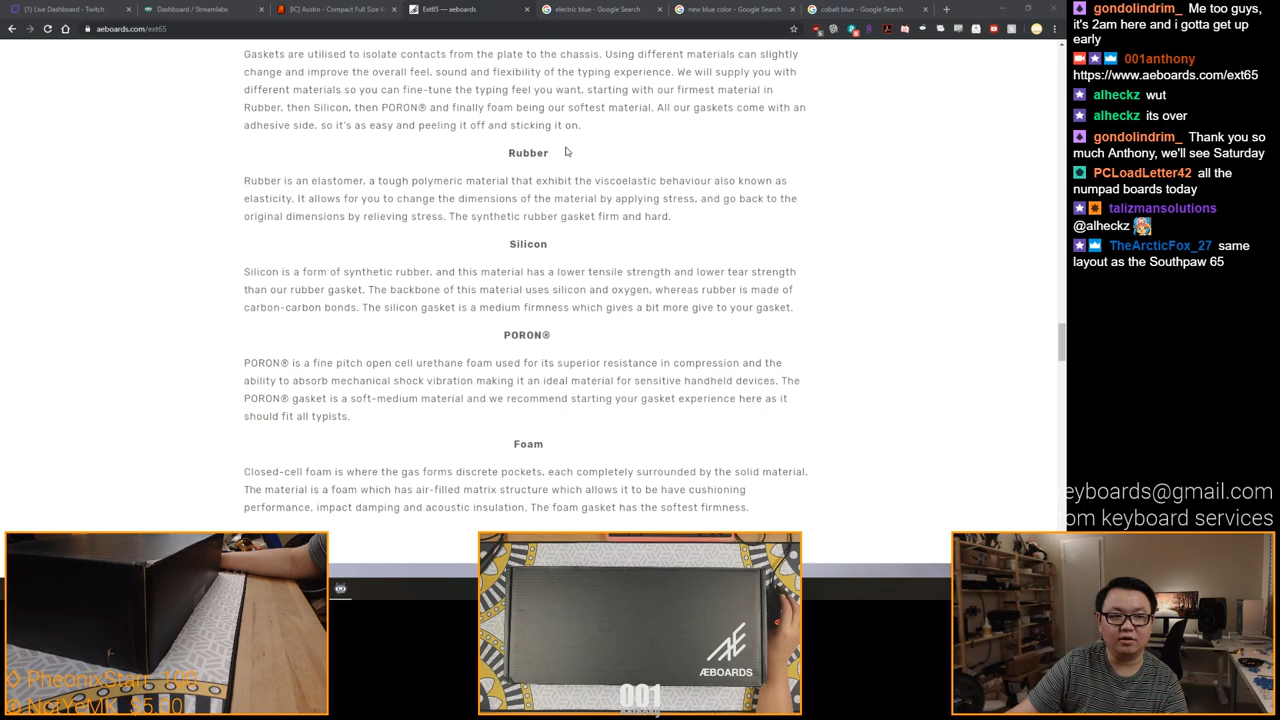 (1) Live Dashboard - Twitch
Dashboard / Streamlabs
[IC] Austin - Compact Full Size K
Ext65 — aeboards
electric blue - Google Search
new blue color - Google Search
cobalt blue - Google Search
aeboards.com/ext65
Gaskets are utilised to isolate contacts from the plate to the chassis. Using different materials can slightly
change and improve the overall feel, sound and flexibility of the typing experience. We will supply you with
different materials so you can fine-tune the typing feel you want, starting with our firmest material in
Rubber, then Silicon, then PORON® and finally foam being our softest material. All our gaskets come with an
adhesive side, so it's as easy and peeling it off and sticking it on.
Rubber
Rubber is an elastomer, a tough polymeric material that exhibit the viscoelastic behaviour also known as
elasticity. It allows for you to change the dimensions of the material by applying stress, and go back to the
original dimensions by relieving stress. The synthetic rubber gasket firm and hard.
Silicon
Silicon is a form of synthetic rubber, and this material has a lower tensile strength and lower tear strength
than our rubber gasket. The backbone of this material uses silicon and oxygen, whereas rubber is made of
carbon-carbon bonds. The silicon gasket is a medium firmness which gives a bit more give to your gasket.
PORON®
PORON® is a fine pitch open cell urethane foam used for its superior resistance in compression and the
ability to absorb mechanical shock vibration making it an ideal material for sensitive handheld devices. The
PORON® gasket is a soft-medium material and we recommend starting your gasket experience here as it
should fit all typists.
Foam
Closed-cell foam is where the gas forms discrete pockets, each completely surrounded by the solid material.
The material is a foam which has air-filled matrix structure which allows it to be have cushioning
performance, impact damping and acoustic insulation. The foam gasket has the softest firmness.
gondolindrim_ Me too guys,
it's 2am here and i gotta get up
early
001anthony
https://www.aeboards.com/ext65
alheckz wut
alheckz its over
gondolindrim_ Thank you so
much Anthony, we'll see Saturday
PCLoadLetter42 all the
numpad boards today
talizmansolutions
@alheckz
TheArcticFox_27 same
layout as the Southpaw 65
eyboards@gmail.com
om keyboard services
PheonixStarr 100
NotYeMK $5.00
ÆBOARDS
001